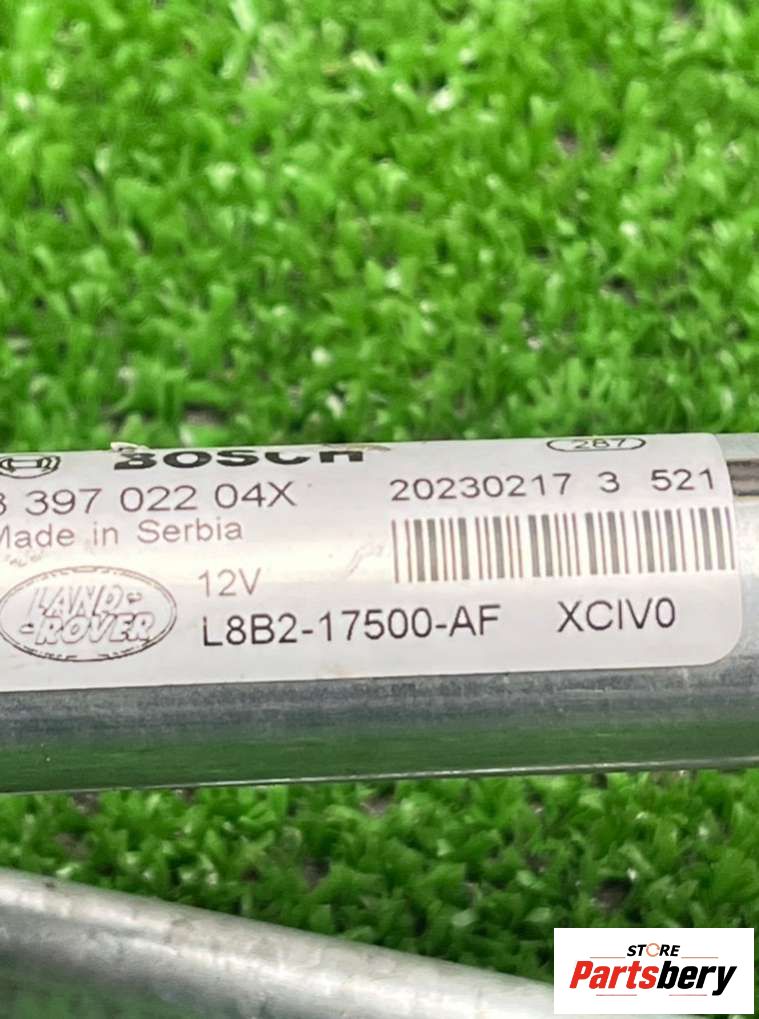 BOSCH
287
3 397 022 04X
20230217 3 521
Made in Serbia
12V
LAND-
-ROVER
L8B2-17500-AF XCIV0
STORE
Partsbery